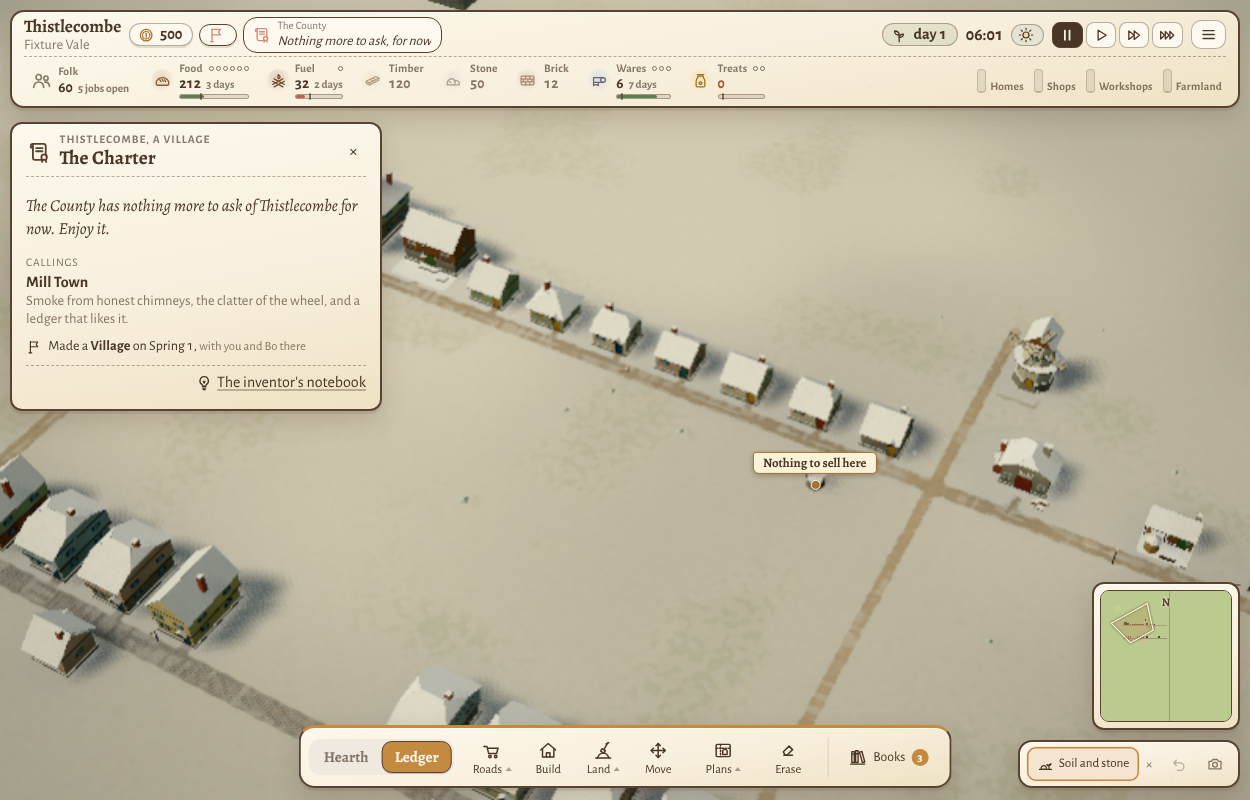 Thistlecombe
Fixture Vale
500
The County
Nothing more to ask, for now
day 1
06:01
Folk
60 5 jobs open
Food
212 3 days
Fuel
32 2 days
Timber
120
Stone
50
Brick
12
Wares
6 7 days
Treats
0
Homes
Shops
Workshops
Farmland
THISTLECOMBE, A VILLAGE
The Charter
×
The County has nothing more to ask of Thistlecombe for
now. Enjoy it.
CALLINGS
Mill Town
Smoke from honest chimneys, the clatter of the wheel, and a
ledger that likes it.
Made a Village on Spring 1, with you and Bo there
The inventor's notebook
Nothing to sell here
N
Hearth
Ledger
Roads
Build
Land
Move
Plans
Erase
Books 3
Soil and stone ×